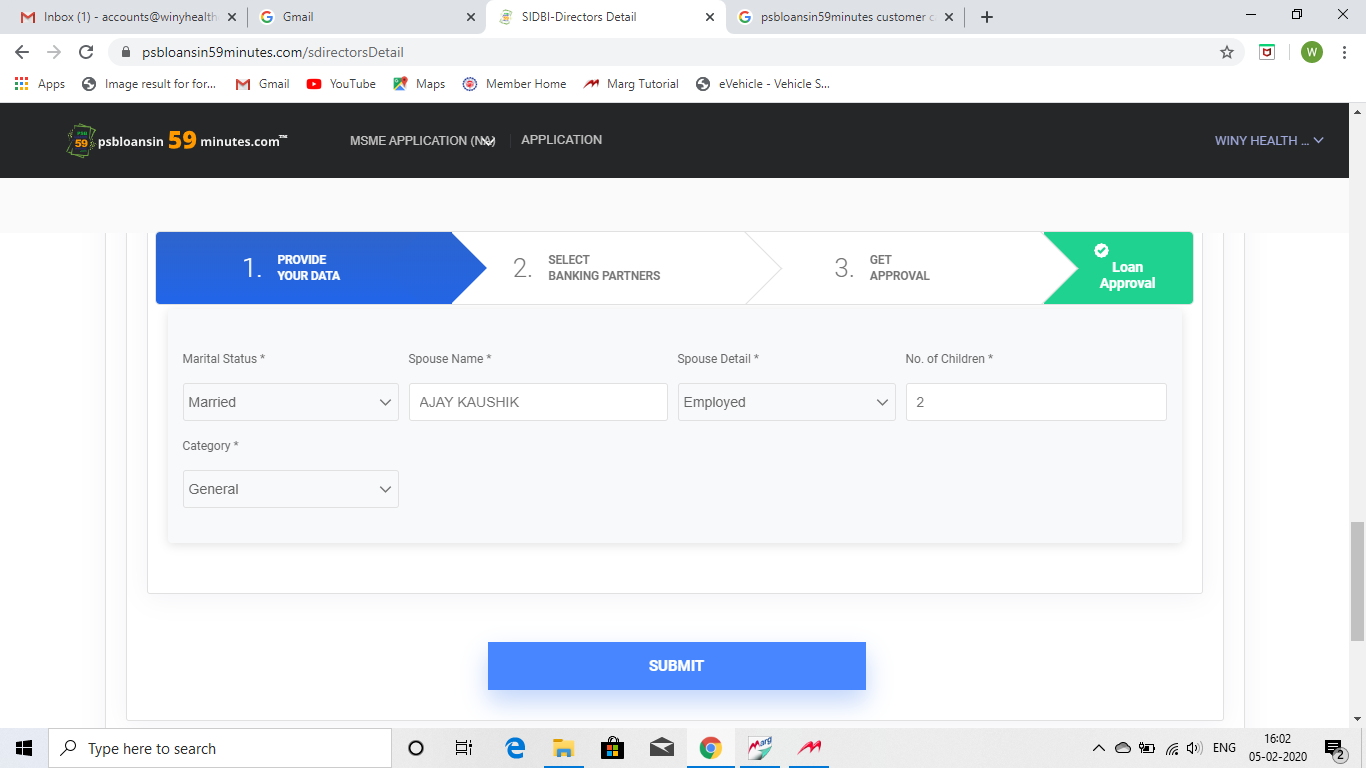 Inbox (1) - accounts@winyhealth
Gmail
SIDBI-Directors Detail
psbloansin59minutes customer c
psbloansin59minutes.com/sdirectorsDetail
W
Apps
Image result for for...
Gmail
YouTube
Maps
Member Home
Marg Tutorial
eVehicle - Vehicle S...
psbloansin 59 minutes.com™
MSME APPLICATION (NA)
APPLICATION
WINY HEALTH ...
1. PROVIDE
YOUR DATA
2. SELECT
BANKING PARTNERS
3. GET
APPROVAL
Loan
Approval
Marital Status *
Spouse Name *
Spouse Detail *
No. of Children *
Married
AJAY KAUSHIK
Employed
2
Category *
General
SUBMIT
Type here to search
Marg
ENG
16:02
05-02-2020
2